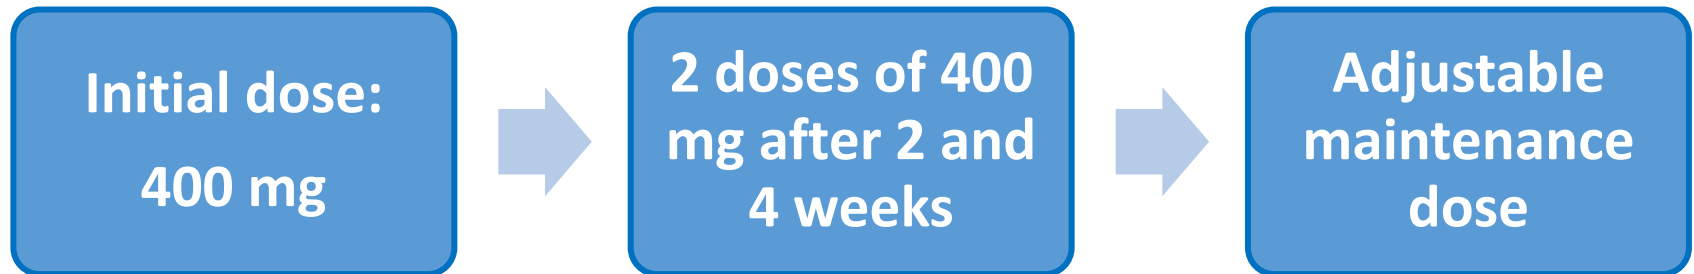 Initial dose:
400 mg
2 doses of 400
mg after 2 and
4 weeks
Adjustable
maintenance
dose